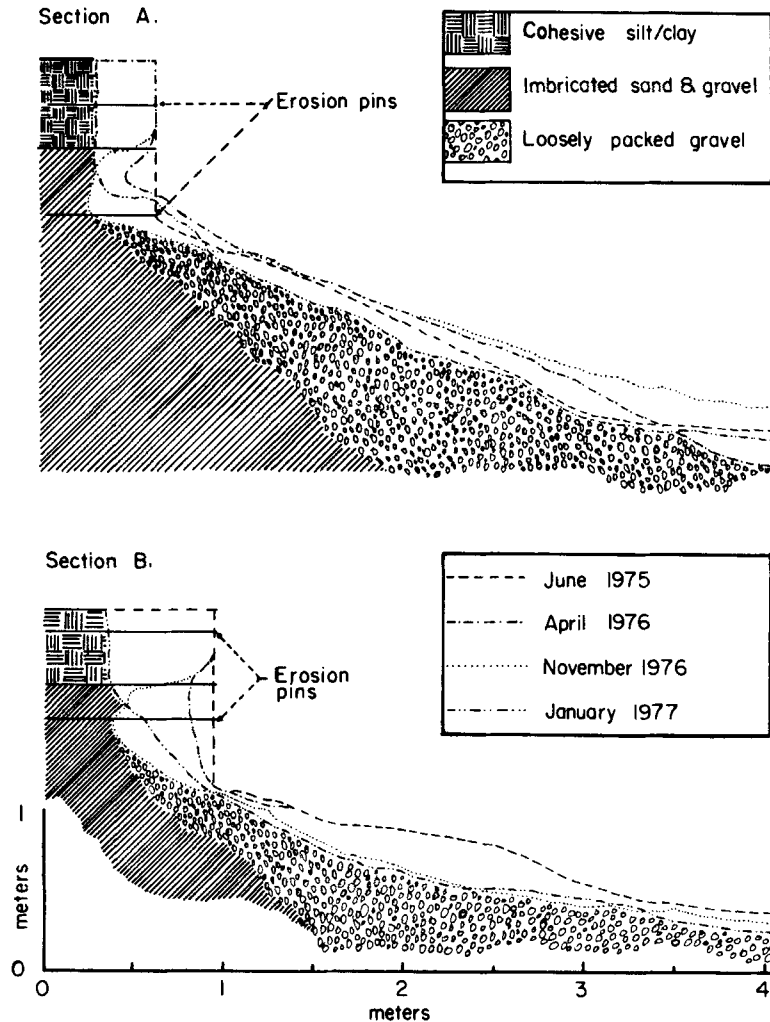 Section A.
Cohesive silt/clay
Imbricated sand & gravel
Loosely packed gravel
Erosion pins
Section B.
June 1975
April 1976
November 1976
January 1977
Erosion
pins
1
meters
0
0 1 2 3 4
meters